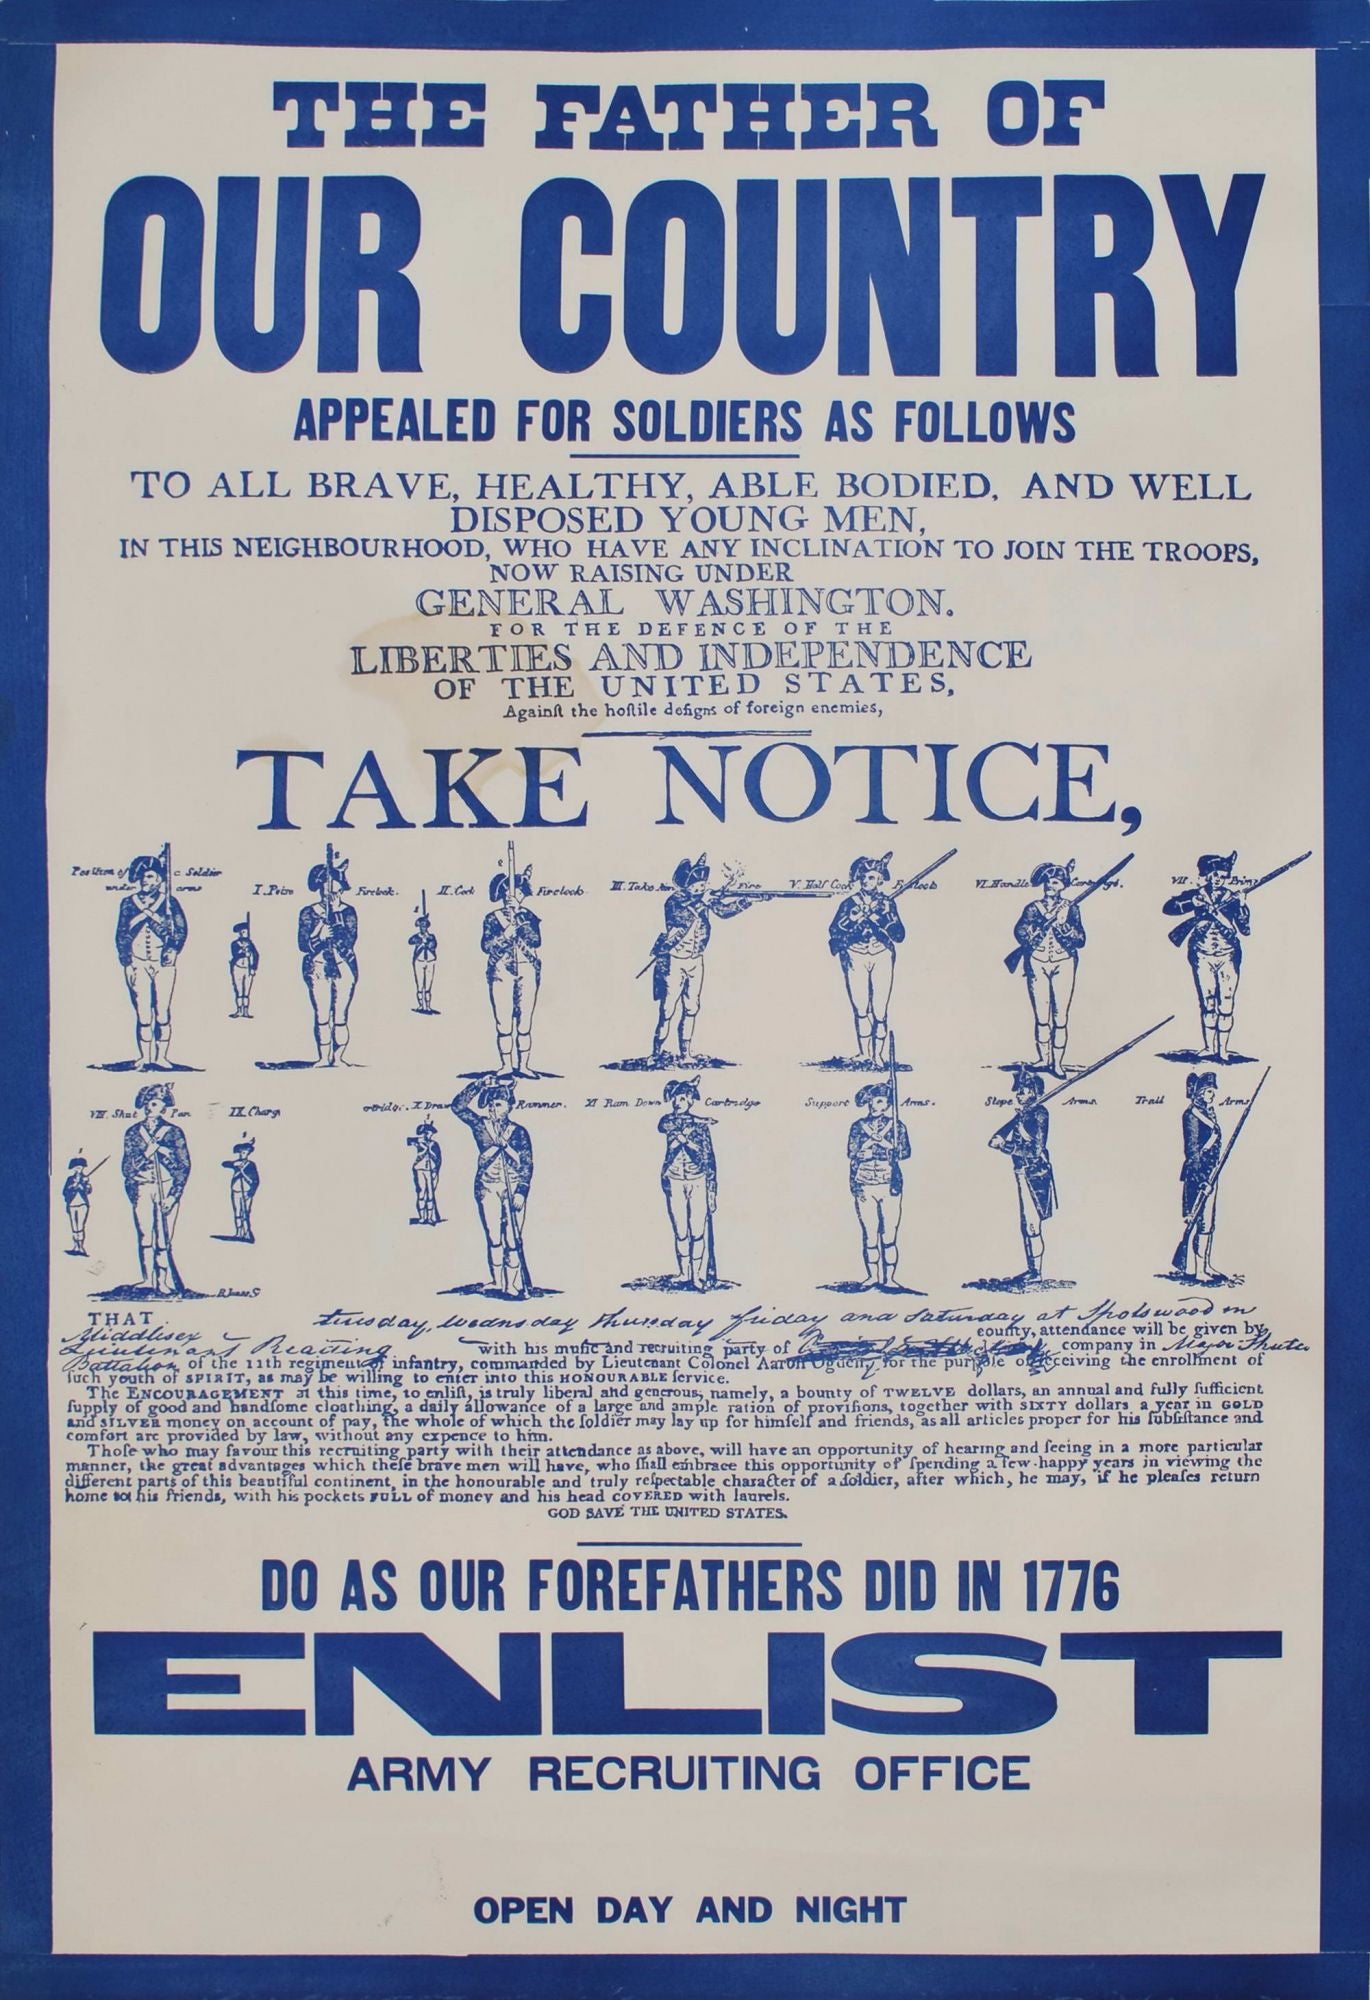 THE FATHER OF
OUR COUNTRY
APPEALED FOR SOLDIERS AS FOLLOWS
TO ALL BRAVE, HEALTHY, ABLE BODIED, AND WELL
DISPOSED YOUNG MEN,
IN THIS NEIGHBOURHOOD, WHO HAVE ANY INCLINATION TO JOIN THE TROOPS,
NOW RAISING UNDER
GENERAL WASHINGTON.
FOR THE DEFENCE OF THE
LIBERTIES AND INDEPENDENCE
OF THE UNITED STATES,
Againſt the hoſtile deſigns of foreign enemies,
TAKE NOTICE,
Position of a Soldier
under arms
I. Poize Firelock.
II. Cock Firelock
III. Take Aim
Fire
V. Half Cock Firelock
VI. Handle Cartridge.
VII. Prime
VIII. Shut Pan
IX. Charge
Cartridge. X. Draw Rammer.
XI Ram Down Cartridge
Support Arms.
Slope Arms.
Trail Arms
THAT tuesday, wednsday thursday friday and saturday at Spotswood in
Middlesex county, attendance will be given by
Lieutenant Reading with his muſic and recruiting party of company in Major Shute's
Battalion of the 11th regiment of infantry, commanded by Lieutenant Colonel Aaron Ogden, for the purpoſe of receiving the enrollment of
ſuch youth of SPIRIT, as may be willing to enter into this HONOURABLE ſervice.
The ENCOURAGEMENT at this time, to enliſt, is truly liberal and generous, namely, a bounty of TWELVE dollars, an annual and fully ſufficient
ſupply of good and handſome cloathing, a daily allowance of a large and ample ration of proviſions, together with SIXTY dollars a year in GOLD
and SILVER money on account of pay, the whole of which the ſoldier may lay up for himſelf and friends, as all articles proper for his ſubſiſtance and
comfort are provided by law, without any expence to him.
Thoſe who may favour this recruiting party with their attendance as above, will have an opportunity of hearing and ſeeing in a more particular
manner, the great advantages which theſe brave men will have, who ſhall embrace this opportunity of ſpending a few happy years in viewing the
different parts of this beautiful continent, in the honourable and truly reſpectable character of a ſoldier, after which, he may, if he pleaſes return
home to his friends, with his pockets FULL of money and his head COVERED with laurels.
GOD SAVE THE UNITED STATES.
DO AS OUR FOREFATHERS DID IN 1776
ENLIST
ARMY RECRUITING OFFICE
OPEN DAY AND NIGHT